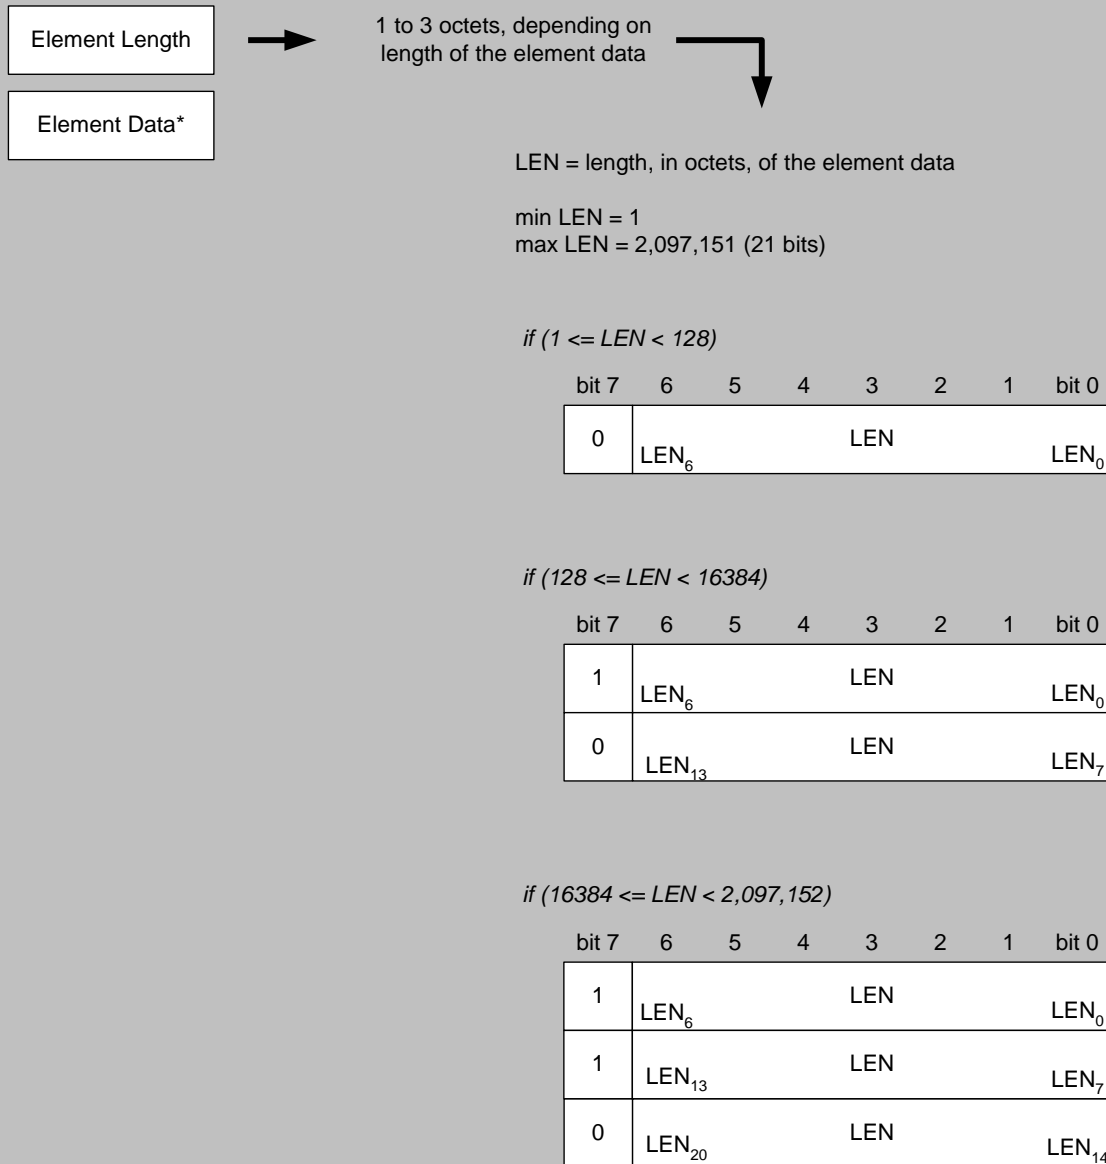 Element Length
1 to 3 octets, depending on
length of the element data
Element Data*
LEN = length, in octets, of the element data
min LEN = 1
max LEN = 2,097,151 (21 bits)
if (1 <= LEN < 128)
bit 7 6 5 4 3 2 1 bit 0
0 LEN6 LEN LEN0
if (128 <= LEN < 16384)
bit 7 6 5 4 3 2 1 bit 0
1 LEN6 LEN LEN0
0 LEN13 LEN LEN7
if (16384 <= LEN < 2,097,152)
bit 7 6 5 4 3 2 1 bit 0
1 LEN6 LEN LEN0
1 LEN13 LEN LEN7
0 LEN20 LEN LEN14